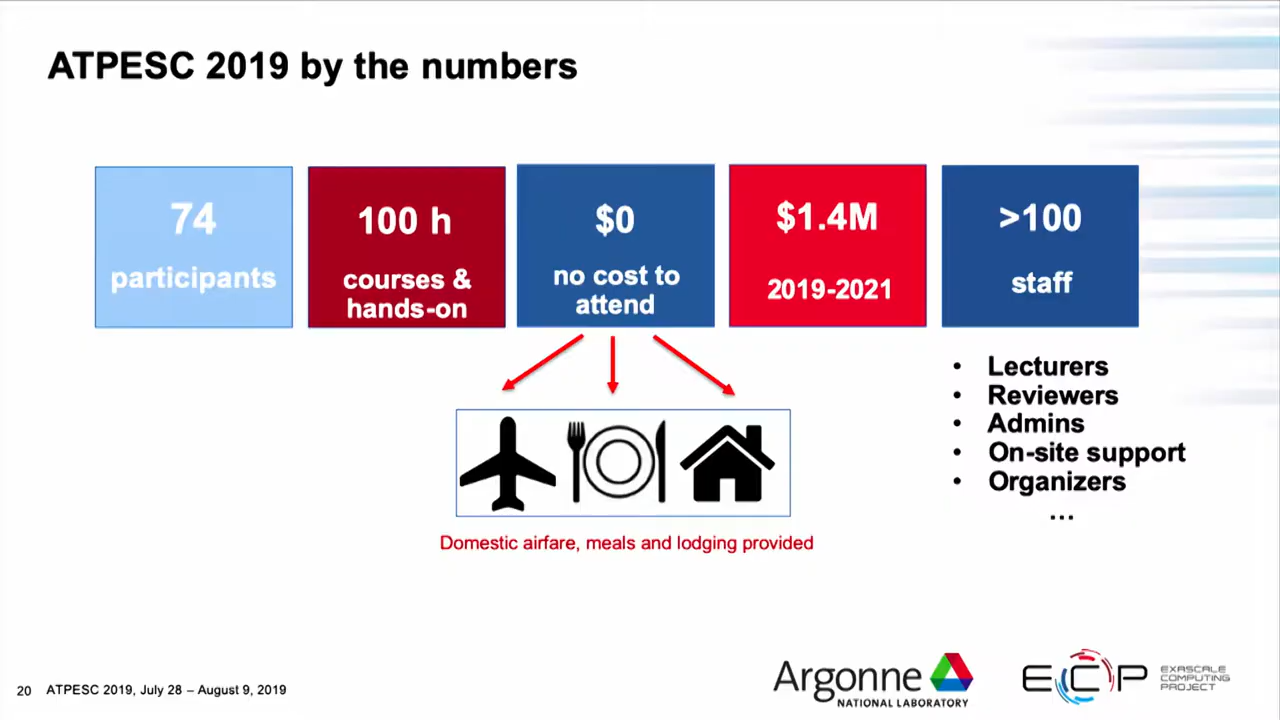 ATPESC 2019 by the numbers
74
participants
100 h
courses &
hands-on
$0
no cost to
attend
$1.4M
2019-2021
>100
staff
• Lecturers
• Reviewers
• Admins
• On-site support
• Organizers
...
Domestic airfare, meals and lodging provided
20 ATPESC 2019, July 28 – August 9, 2019
Argonne
NATIONAL LABORATORY
ECP
EXASCALE
COMPUTING
PROJECT